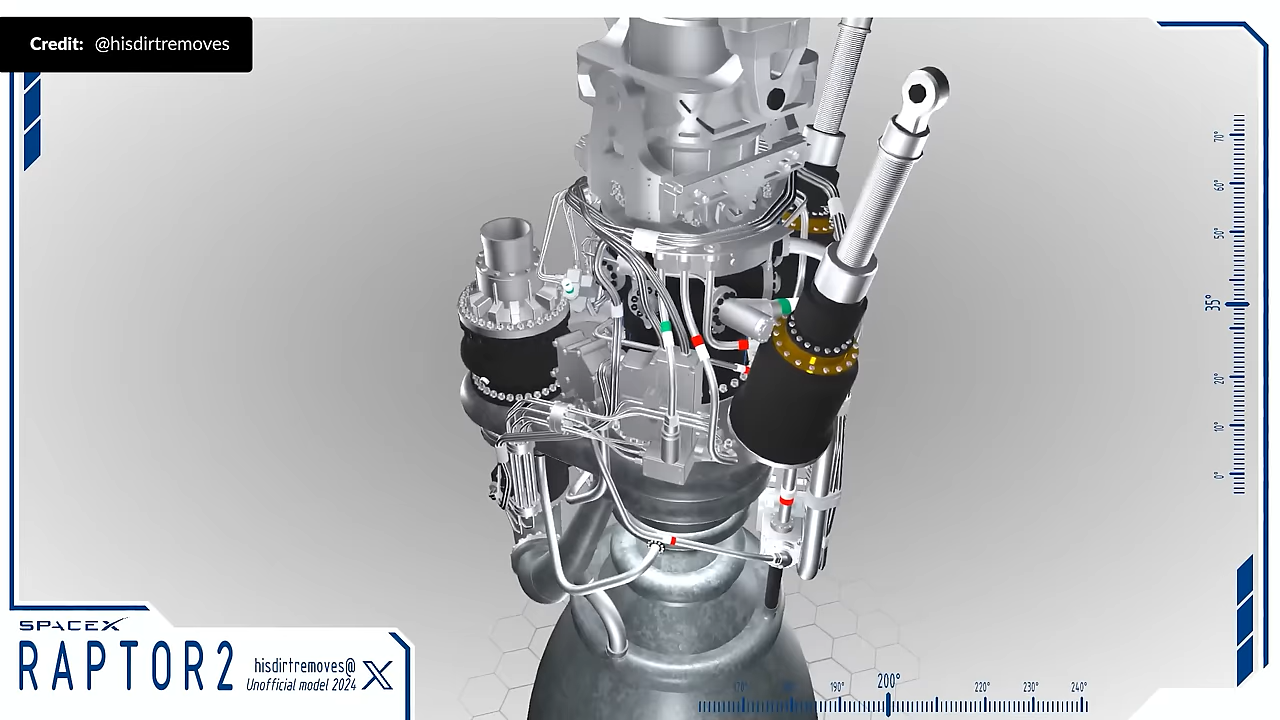 Credit: @hisdirtremoves
70°
60°
50°
35°
20°
10°
0°
SPACEX
RAPTOR2
hisdirtremoves@
Unofficial model 2024
170°
190°
200°
220°
230°
240°